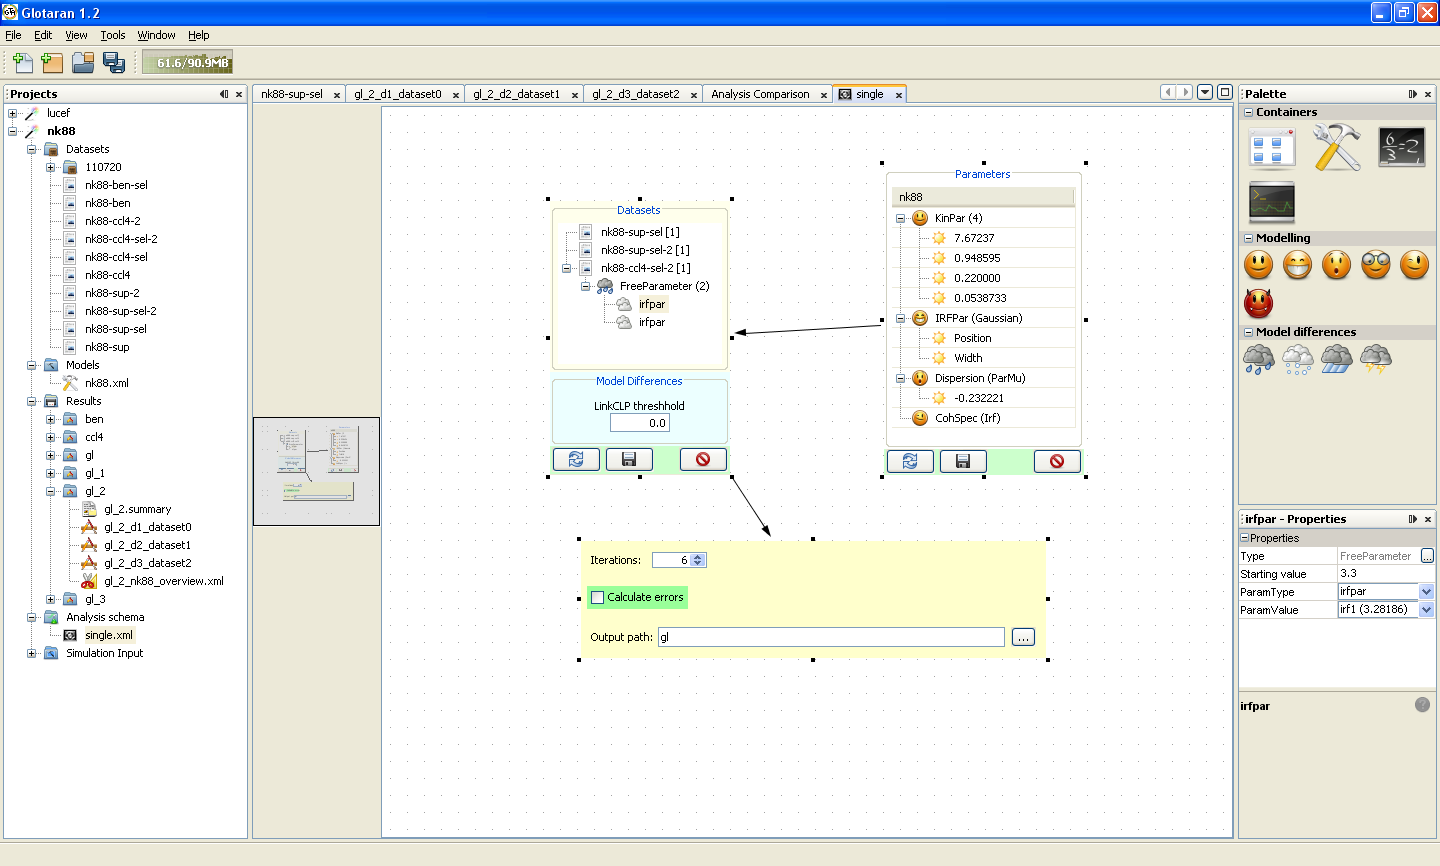 Glotaran 1.2
File Edit View Tools Window Help
61.6/90.9MB
Projects
lucef
nk88
Datasets
110720
nk88-ben-sel
nk88-ben
nk88-ccl4-2
nk88-ccl4-sel-2
nk88-ccl4-sel
nk88-ccl4
nk88-sup-2
nk88-sup-sel-2
nk88-sup-sel
nk88-sup
Models
nk88.xml
Results
ben
ccl4
gl
gl_1
gl_2
gl_2.summary
gl_2_d1_dataset0
gl_2_d2_dataset1
gl_2_d3_dataset2
gl_2_nk88_overview.xml
gl_3
Analysis schema
single.xml
Simulation Input
nk88-sup-sel gl_2_d1_dataset0 gl_2_d2_dataset1 gl_2_d3_dataset2 Analysis Comparison single
Datasets
nk88-sup-sel [1]
nk88-sup-sel-2 [1]
nk88-ccl4-sel-2 [1]
FreeParameter (2)
irfpar
irfpar
Model Differences
LinkCLP threshhold
0.0
Parameters
nk88
KinPar (4)
7.67237
0.948595
0.220000
0.0538733
IRFPar (Gaussian)
Position
Width
Dispersion (ParMu)
-0.232221
CohSpec (Irf)
Iterations: 6
Calculate errors
Output path: gl ...
Palette
Containers
6/3=2
Modelling
Model differences
irfpar - Properties
Properties
Type FreeParameter ...
Starting value 3.3
ParamType irfpar
ParamValue irf1 (3.28186)
irfpar
?